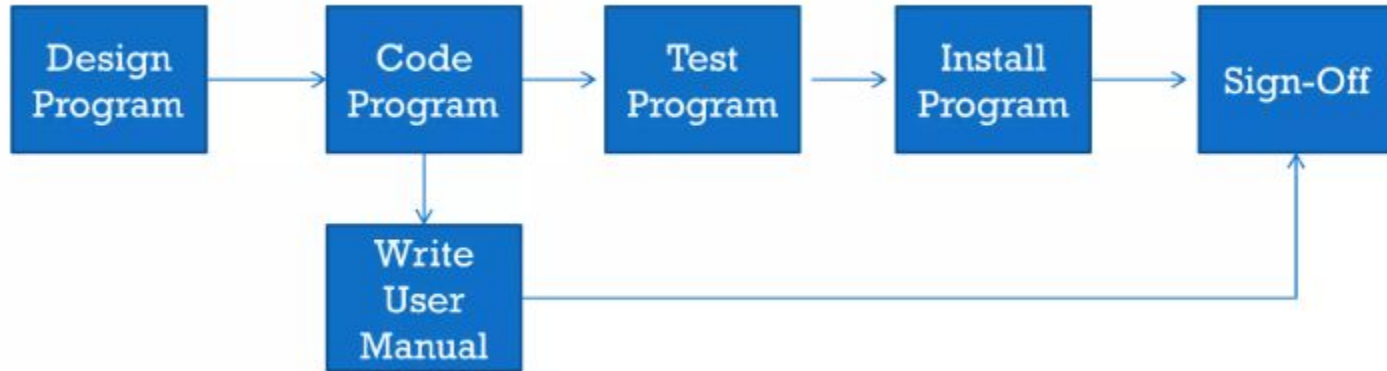 Design
Program
Code
Program
Test
Program
Install
Program
Sign-Off
Write
User
Manual